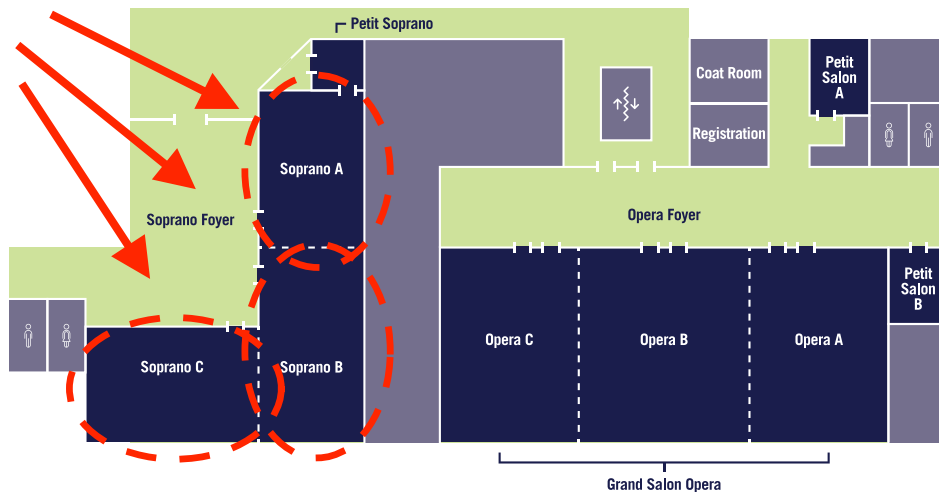 Petit Soprano
Coat Room
Petit
Salon
A
Registration
Soprano A
Soprano Foyer
Opera Foyer
Petit
Salon
B
Soprano C
Soprano B
Opera C
Opera B
Opera A
Grand Salon Opera